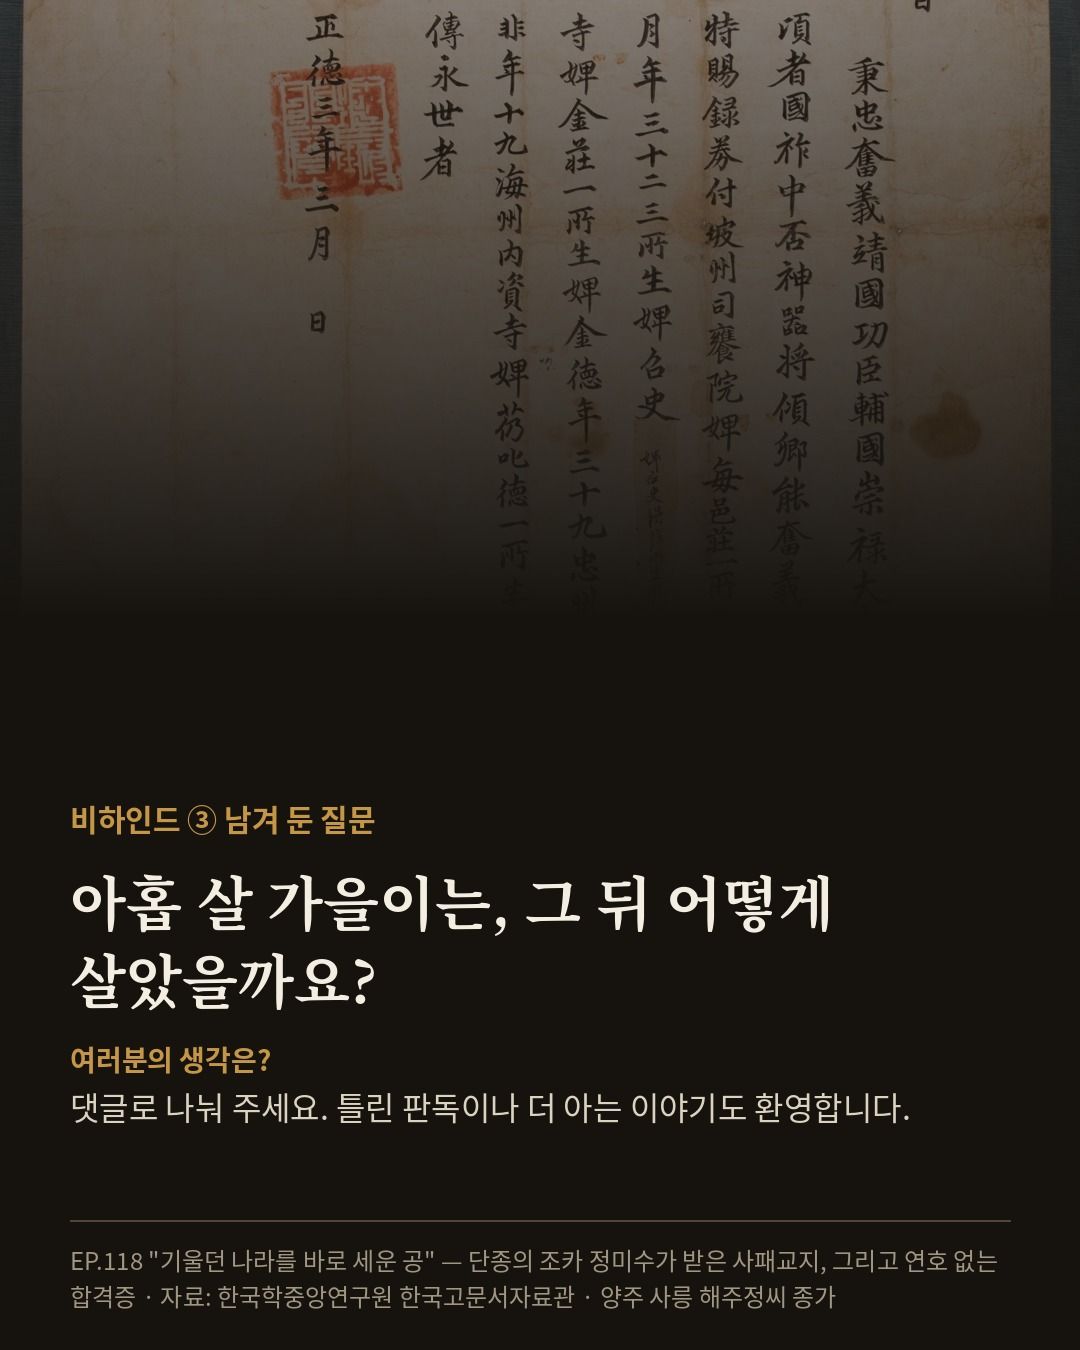 秉忠奮義靖國功臣輔國崇祿大
項者國祚中否神器將傾鄉能奮義
特賜錄券付坡州司饔院婢每邑莊一所
月年三十二三所生婢召史
寺婢金莊一所生婢金德年三十九忠州
非年十九海州內資寺婢芿叱德一所生
傳永世者
正德三年三月 日
비하인드 ③ 남겨 둔 질문
아홉 살 가을이는, 그 뒤 어떻게
살았을까요?
여러분의 생각은?
댓글로 나눠 주세요. 틀린 판독이나 더 아는 이야기도 환영합니다.
EP.118 "기울던 나라를 바로 세운 공" — 단종의 조카 정미수가 받은 사패교지, 그리고 연호 없는
합격증 · 자료: 한국학중앙연구원 한국고문서자료관 · 양주 사릉 해주정씨 종가